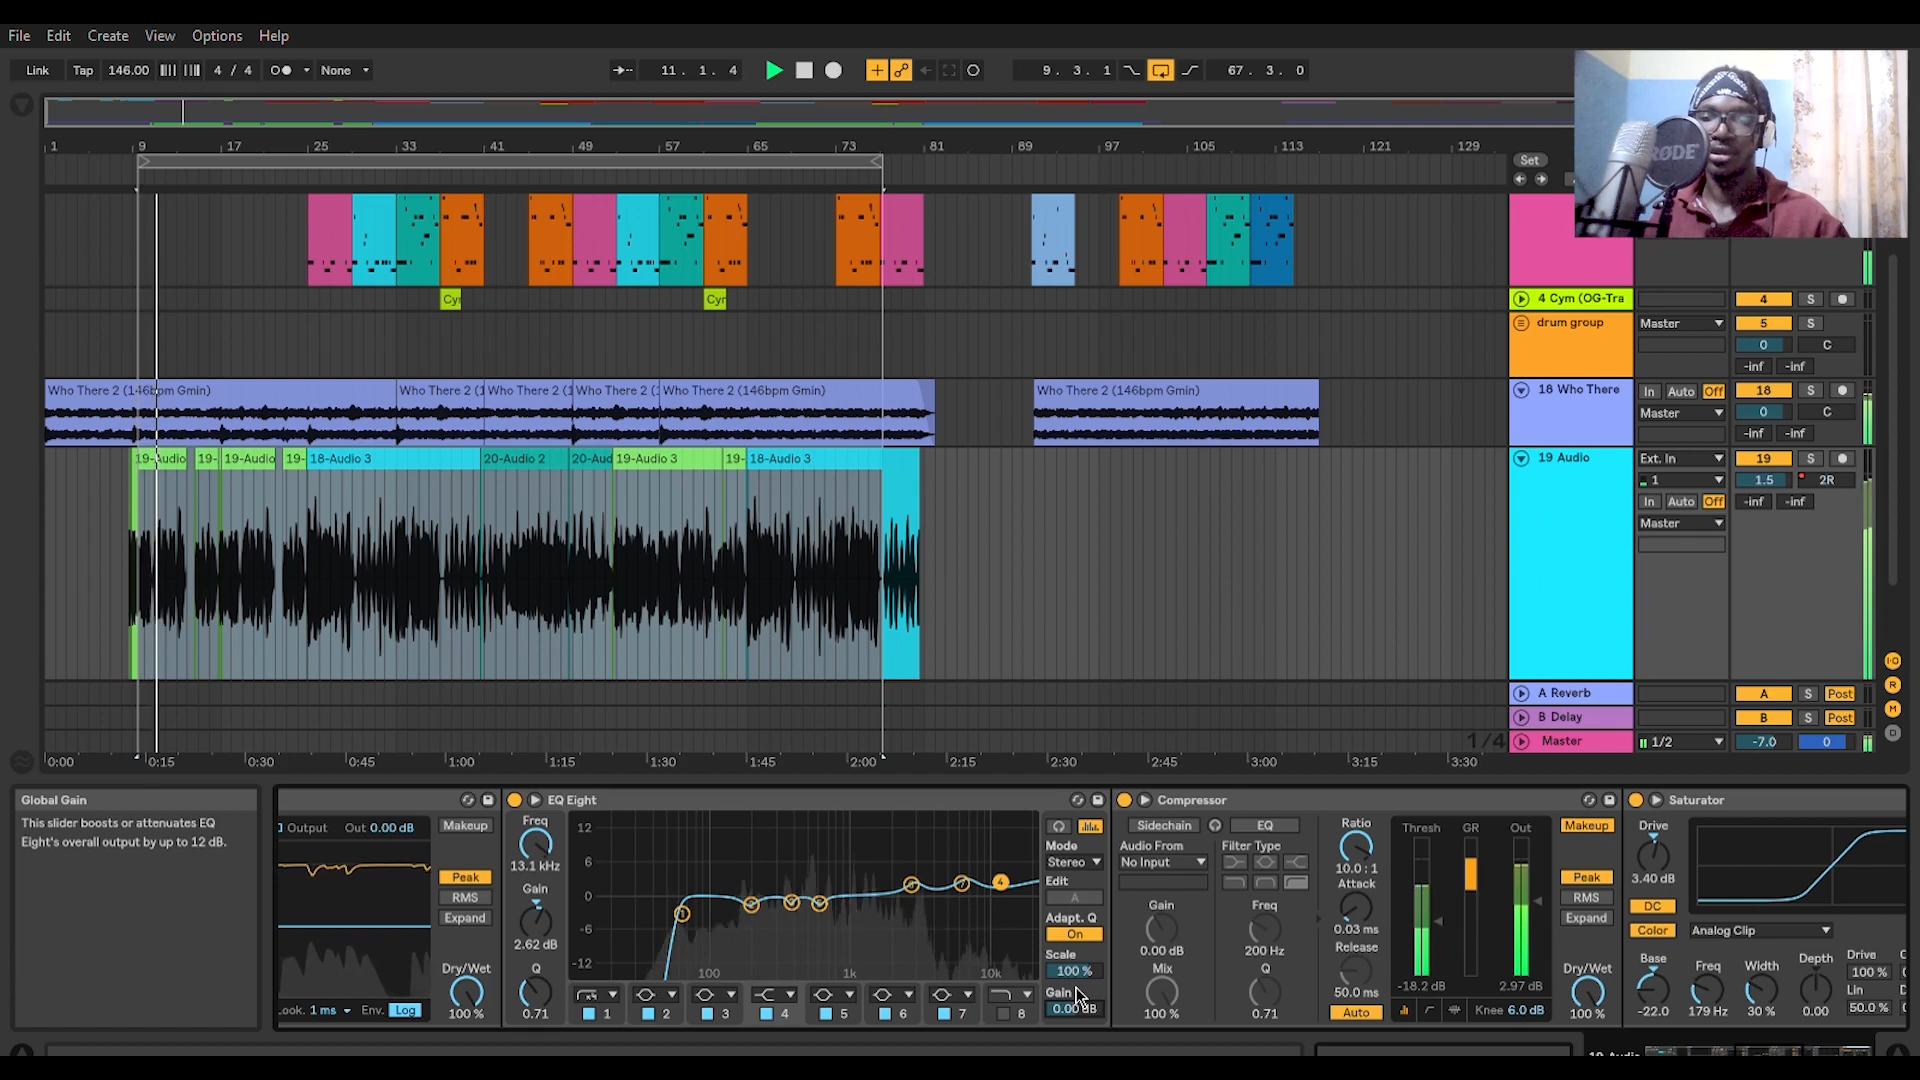 File Edit Create View Options Help
Link Tap 146.00 4 / 4 None 11. 1. 4 9. 3. 1 67. 3. 0
1 9 17 25 33 41 49 57 65 73 81 89 97 105 113 121 129
Set
RØDE
Cyr Cyr
4 Cym (OG-Tra 4 S
drum group Master 5 S
0 C
-inf -inf
Who There 2 (146bpm Gmin) Who There 2 (1 Who There 2 (1 Who There 2 (: Who There 2 (146bpm Gmin) Who There 2 (146bpm Gmin)
18 Who There In Auto Off 18 S
Master 0 C
-inf -inf
19-Audio 19- 19-Audio 19- 18-Audio 3 20-Audio 2 20-Aud 19-Audio 3 19- 18-Audio 3
19 Audio Ext. In 19 S
1 1.5 2R
In Auto Off -inf -inf
Master
A Reverb A S Post
B Delay B S Post
1/4 Master 1/2 -7.0 0
0:00 0:15 0:30 0:45 1:00 1:15 1:30 1:45 2:00 2:15 2:30 2:45 3:00 3:15 3:30
Global Gain
This slider boosts or attenuates EQ
Eight's overall output by up to 12 dB.
Output Out 0.00 dB
Makeup
Peak
RMS
Expand
Dry/Wet
100 %
ook. 1 ms Env. Log
EQ Eight
Freq
13.1 kHz
Gain
2.62 dB
Q
0.71
12
6
0
-6
-12
100 1k 10k
1 2 3 4 5 6 7 8
Mode
Stereo
Edit
A
Adapt. Q
On
Scale
100 %
Gain
0.00 dB
Compressor
Sidechain EQ
Audio From Filter Type
No Input
Gain Freq
0.00 dB 200 Hz
Mix Q
100 % 0.71
Ratio
10.0 : 1
Attack
0.03 ms
Release
50.0 ms
Auto
Thresh GR Out
-18.2 dB 2.97 dB
Knee 6.0 dB
Makeup
Peak
RMS
Expand
Dry/Wet
100 %
Saturator
Drive
3.40 dB
DC
Color Analog Clip
Base Freq Width Depth Drive
-22.0 179 Hz 30 % 0.00 100 %
Lin
50.0 %